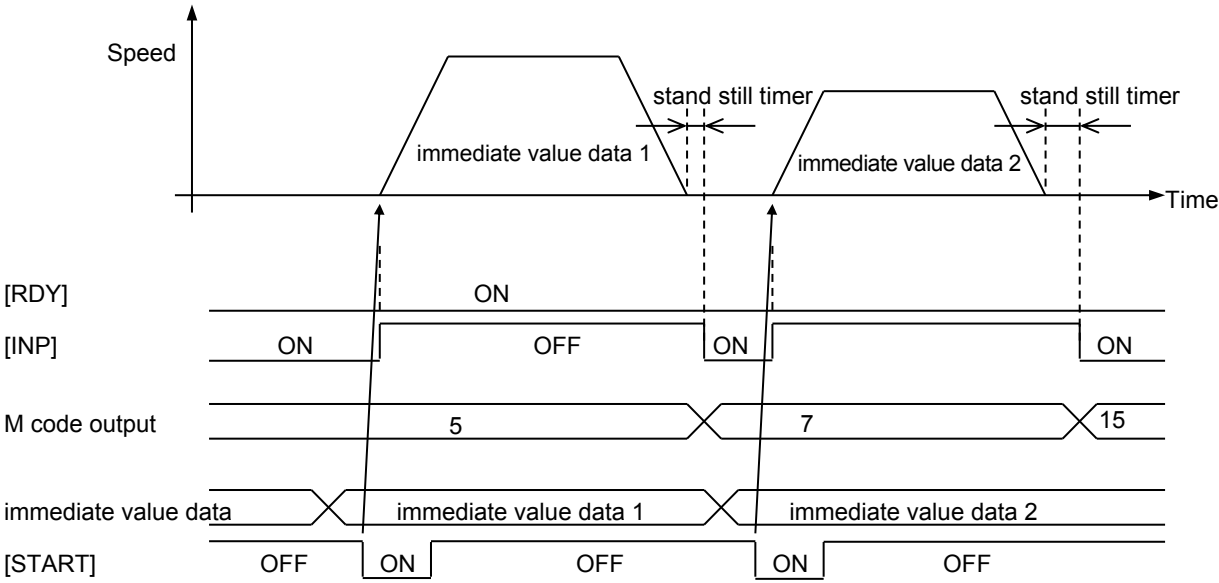 Speed
stand still timer
stand still timer
immediate value data 1
immediate value data 2
Time
[RDY]
ON
[INP]
ON
OFF
ON
ON
M code output
5
7
15
immediate value data
immediate value data 1
immediate value data 2
[START]
OFF
ON
OFF
ON
OFF